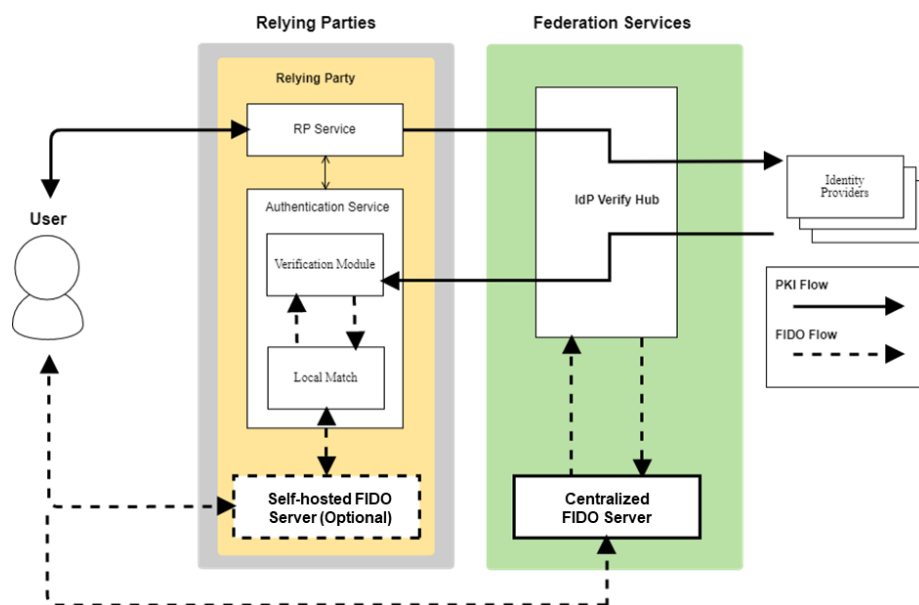 Relying Parties
Federation Services
Relying Party
RP Service
Authentication Service
Verification Module
Local Match
Self-hosted FIDO
Server (Optional)
IdP Verify Hub
Centralized
FIDO Server
Identity
Providers
User
PKI Flow
FIDO Flow